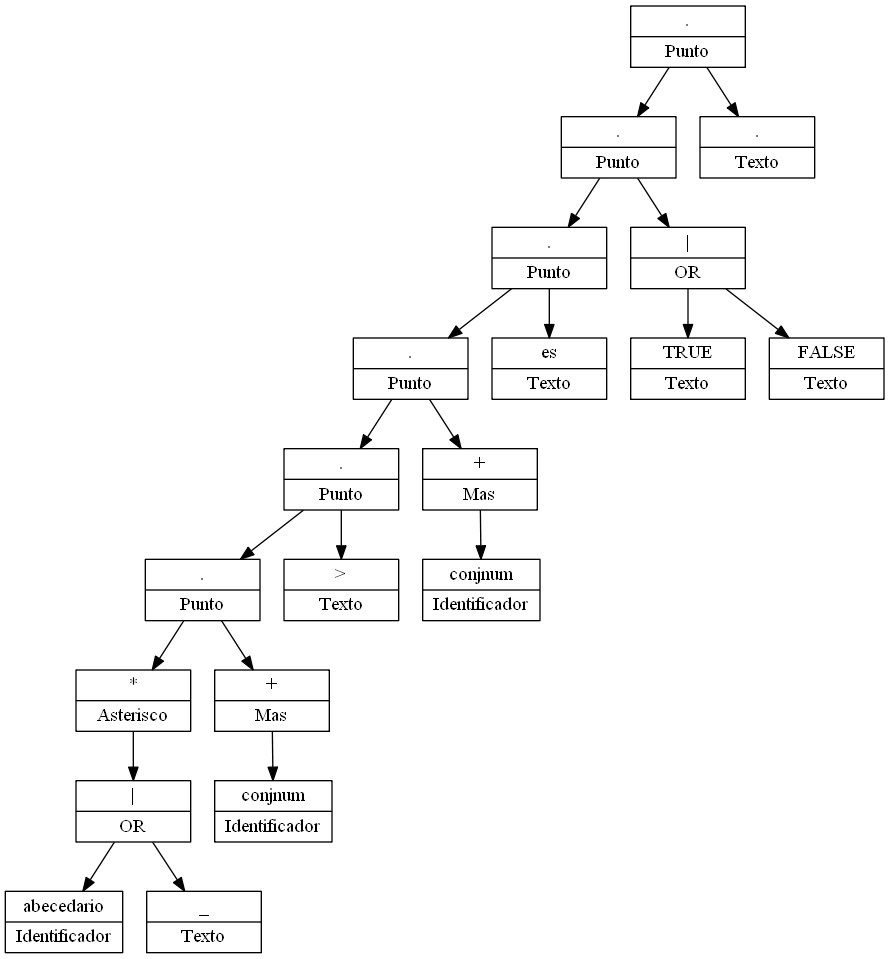 .
Punto
.
Punto
.
Texto
.
Punto
|
OR
.
Punto
es
Texto
TRUE
Texto
FALSE
Texto
.
Punto
+
Mas
.
Punto
>
Texto
conjnum
Identificador
*
Asterisco
+
Mas
|
OR
conjnum
Identificador
abecedario
Identificador
_
Texto